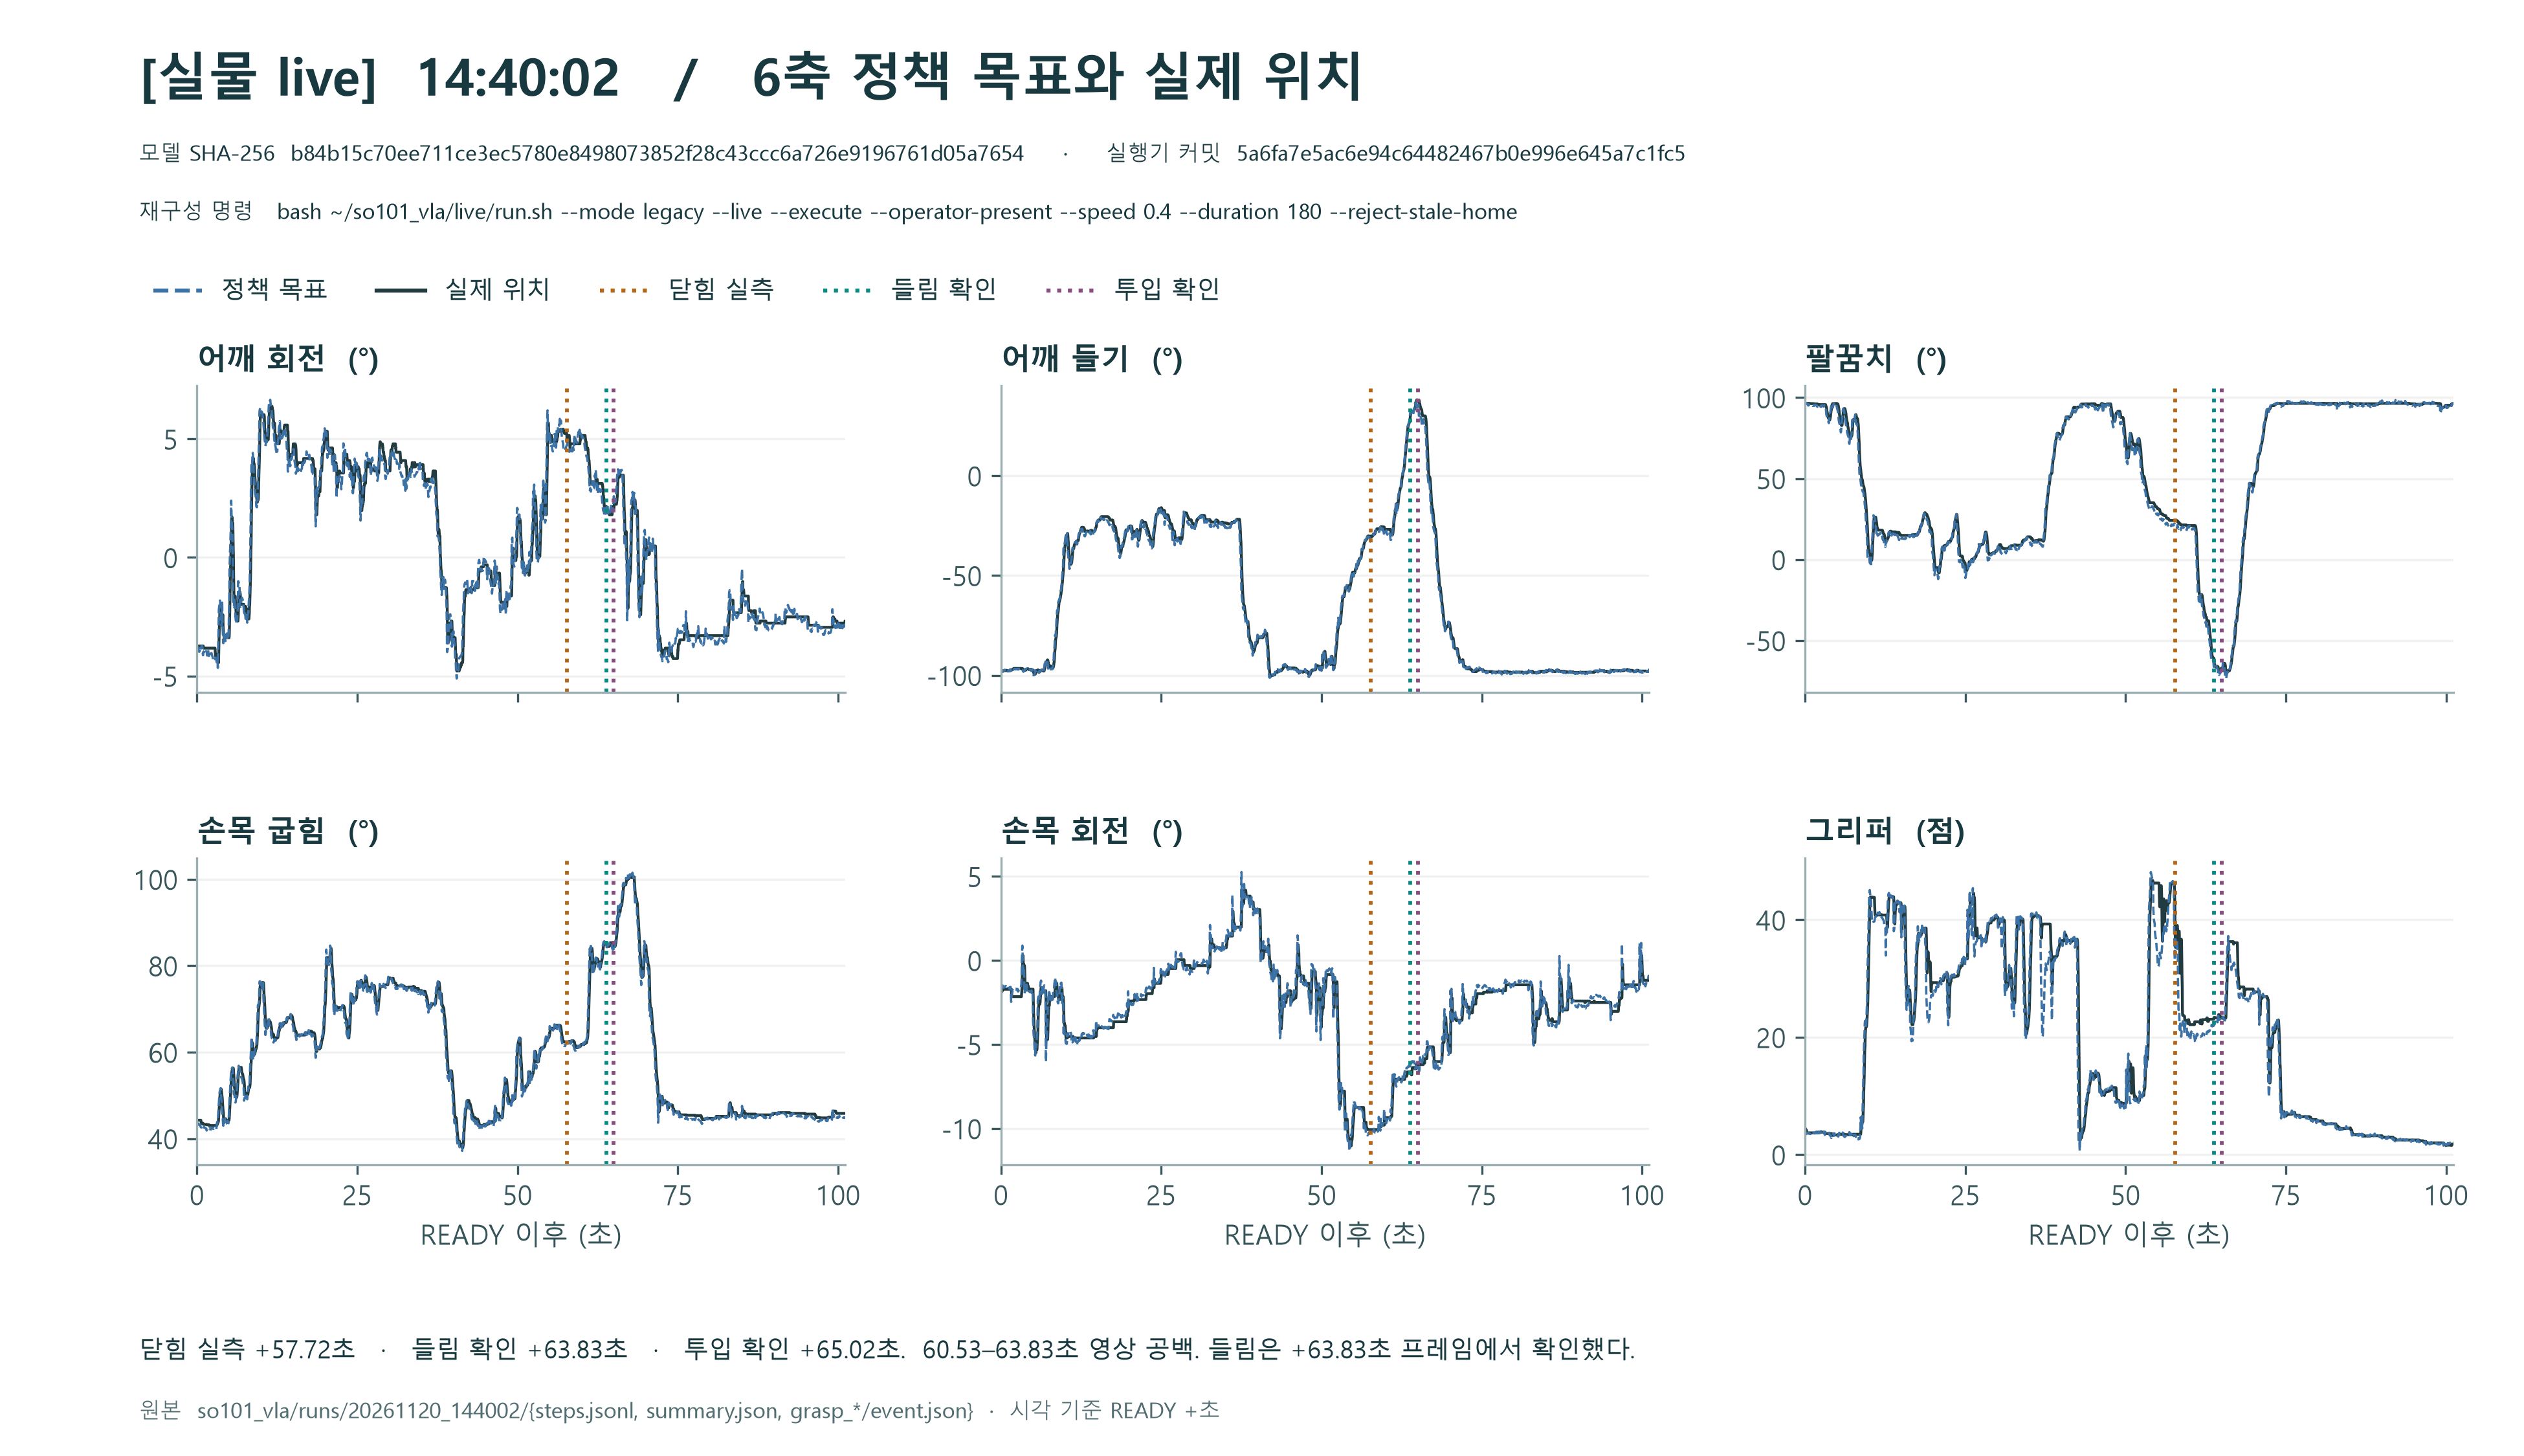 [실물 live] 14:40:02 / 6축 정책 목표와 실제 위치
모델 SHA-256 b84b15c70ee711ce3ec5780e8498073852f28c43ccc6a726e9196761d05a7654 · 실행기 커밋 5a6fa7e5ac6e94c64482467b0e996e645a7c1fc5
재구성 명령 bash ~/so101_vla/live/run.sh --mode legacy --live --execute --operator-present --speed 0.4 --duration 180 --reject-stale-home
정책 목표 실제 위치 닫힘 실측 들림 확인 투입 확인
어깨 회전 (°)
5
0
-5
어깨 들기 (°)
0
-50
-100
팔꿈치 (°)
100
50
0
-50
손목 굽힘 (°)
100
80
60
40
0 25 50 75 100
READY 이후 (초)
손목 회전 (°)
5
0
-5
-10
0 25 50 75 100
READY 이후 (초)
그리퍼 (점)
40
20
0
0 25 50 75 100
READY 이후 (초)
닫힘 실측 +57.72초 · 들림 확인 +63.83초 · 투입 확인 +65.02초. 60.53–63.83초 영상 공백. 들림은 +63.83초 프레임에서 확인했다.
원본 so101_vla/runs/20261120_144002/{steps.jsonl, summary.json, grasp_*/event.json} · 시각 기준 READY +초